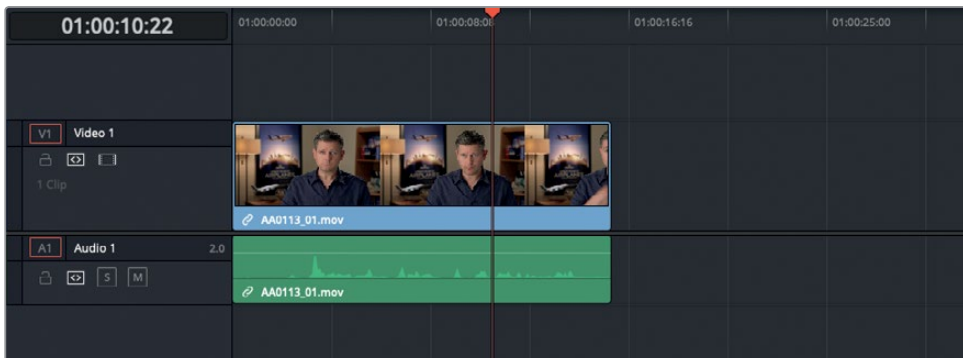 01:00:10:22
01:00:00:00
01:00:08:08
01:00:16:16
01:00:25:00
V1 Video 1
1 Clip
AA0113_01.mov
A1 Audio 1 2.0
S M
AA0113_01.mov